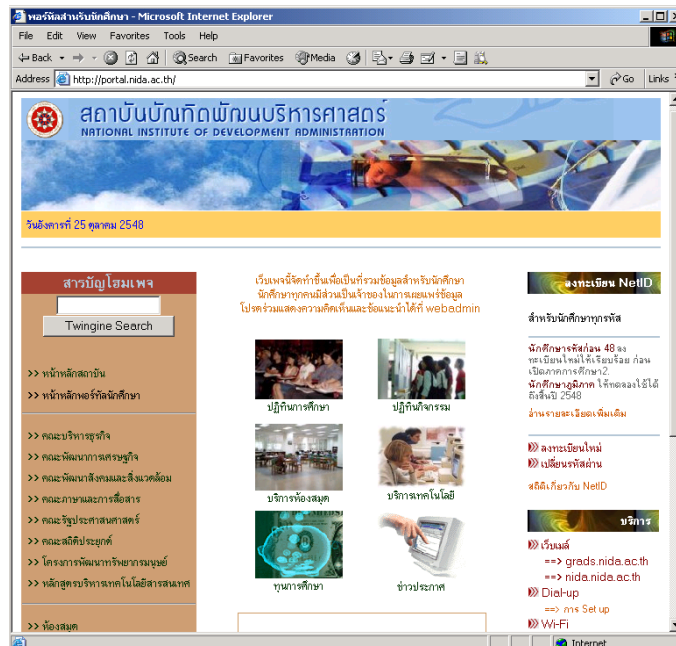 พอร์ทัลสำหรับนักศึกษา - Microsoft Internet Explorer
File Edit View Favorites Tools Help
Back Search Favorites Media
Address http://portal.nida.ac.th/ Go Links
สถาบันบัณฑิตพัฒนบริหารศาสตร์
NATIONAL INSTITUTE OF DEVELOPMENT ADMINISTRATION
วันอังคารที่ 25 ตุลาคม 2548
สารบัญโฮมเพจ
Twingine Search
>> หน้าหลักสถาบัน
>> หน้าหลักพอร์ทัลนักศึกษา
>> คณะบริหารธุรกิจ
>> คณะพัฒนาการเศรษฐกิจ
>> คณะพัฒนาสังคมและสิ่งแวดล้อม
>> คณะภาษาและการสื่อสาร
>> คณะรัฐประศาสนศาสตร์
>> คณะสถิติประยุกต์
>> โครงการพัฒนาทรัพยากรมนุษย์
>> หลักสูตรบริหารเทคโนโลยีสารสนเทศ
>> ห้องสมุด
เว็บเพจนี้จัดทำขึ้นเพื่อเป็นที่รวมข้อมูลสำหรับนักศึกษา
นักศึกษาทุกคนมีส่วนเป็นเจ้าของในการเผยแพร่ข้อมูล
โปรดร่วมแสดงความคิดเห็นและข้อแนะนำได้ที่ webadmin
ปฏิทินการศึกษา
ปฏิทินกิจกรรม
บริการห้องสมุด
บริการเทคโนโลยี
ทุนการศึกษา
ข่าวประกาศ
ลงทะเบียน NetID
สำหรับนักศึกษาทุกรหัส
นักศึกษารหัสก่อน 48 ลง
ทะเบียนใหม่ให้เรียบร้อย ก่อน
เปิดภาคการศึกษา2.
นักศึกษาภูมิภาค ให้ทดลองใช้ได้
ถึงสิ้นปี 2548
อ่านรายละเอียดเพิ่มเติม
ลงทะเบียนใหม่
เปลี่ยนรหัสผ่าน
สถิติเกี่ยวกับ NetID
บริการ
เว็บเมล์
==> grads.nida.ac.th
==> nida.nida.ac.th
Dial-up
==> การ Set up
Wi-Fi
Internet